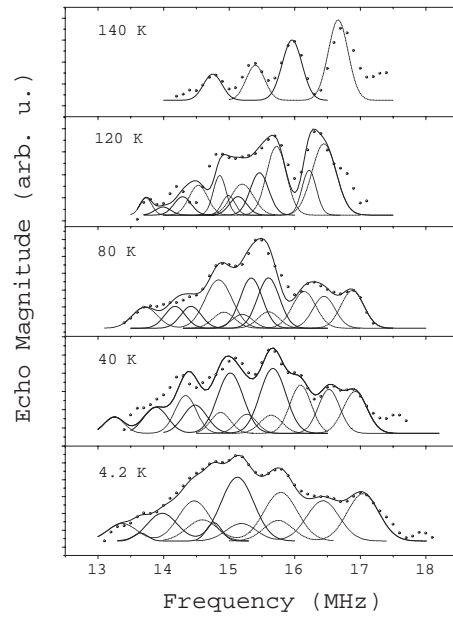 140 K
120 K
80 K
40 K
4.2 K
Echo Magnitude (arb. u.)
13 14 15 16 17 18
Frequency (MHz)